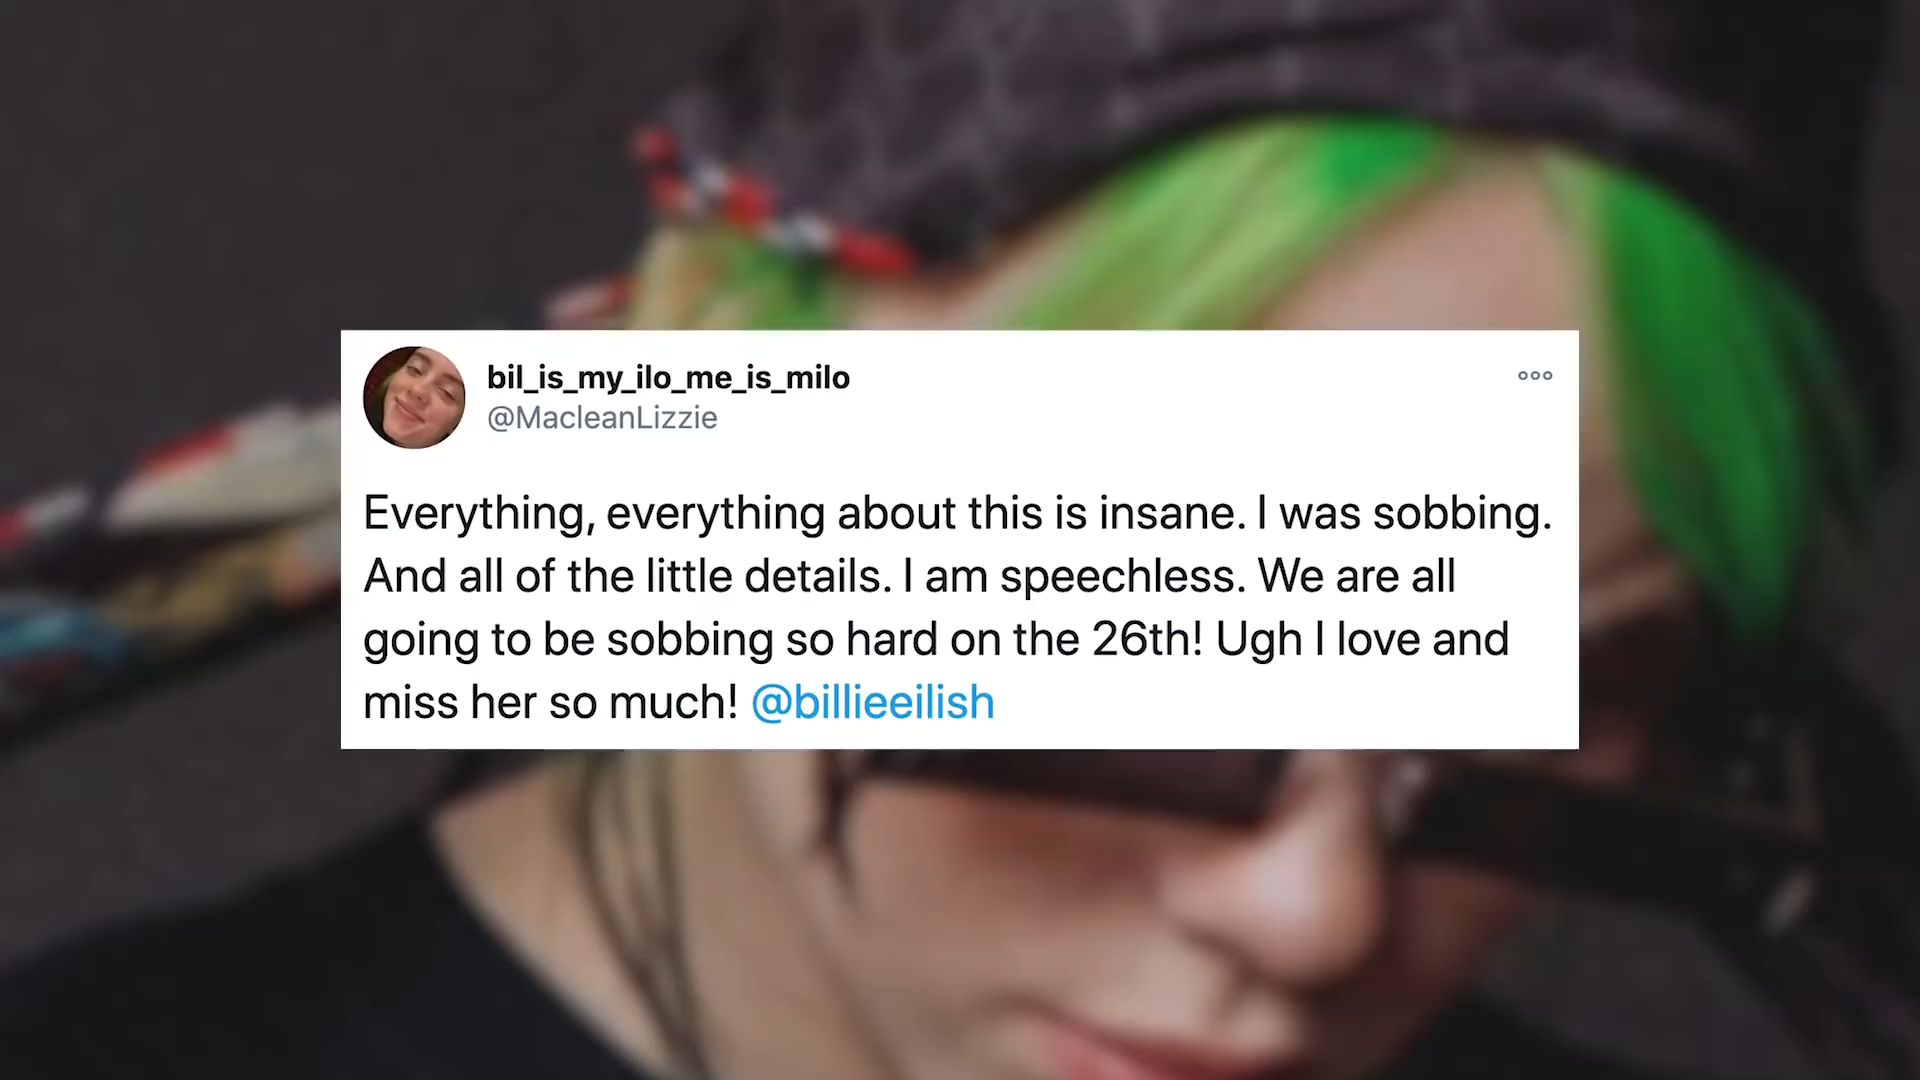 bil_is_my_ilo_me_is_milo
@MacleanLizzie
Everything, everything about this is insane. I was sobbing.
And all of the little details. I am speechless. We are all
going to be sobbing so hard on the 26th! Ugh I love and
miss her so much! @billieeilish